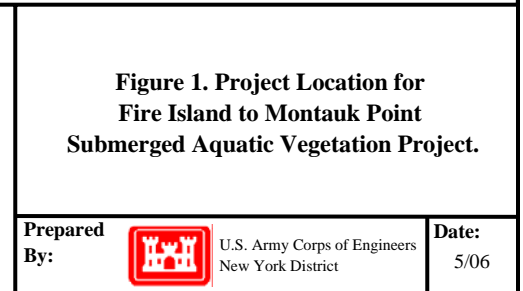 Figure 1. Project Location for
Fire Island to Montauk Point
Submerged Aquatic Vegetation Project.
Prepared
By:
U.S. Army Corps of Engineers
New York District
Date:
5/06